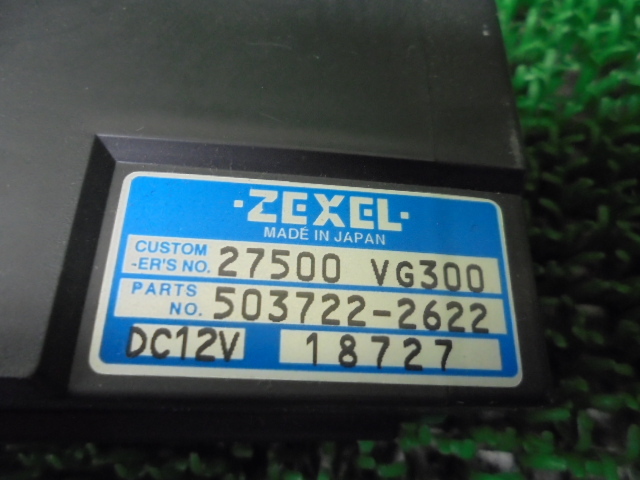 ·ZEXEL·
MADE IN JAPAN
CUSTOM
-ER'S NO. 27500 VG300
PARTS
NO. 503722-2622
DC12V 18727